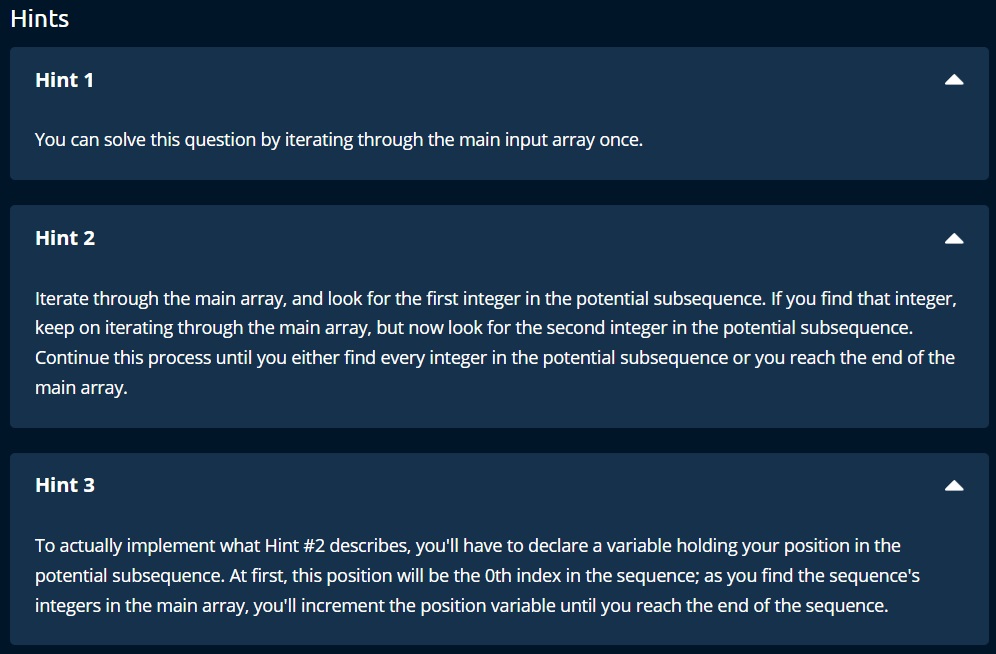 Hints
Hint 1
You can solve this question by iterating through the main input array once.
Hint 2
Iterate through the main array, and look for the first integer in the potential subsequence. If you find that integer,
keep on iterating through the main array, but now look for the second integer in the potential subsequence.
Continue this process until you either find every integer in the potential subsequence or you reach the end of the
main array.
Hint 3
To actually implement what Hint #2 describes, you'll have to declare a variable holding your position in the
potential subsequence. At first, this position will be the 0th index in the sequence; as you find the sequence's
integers in the main array, you'll increment the position variable until you reach the end of the sequence.